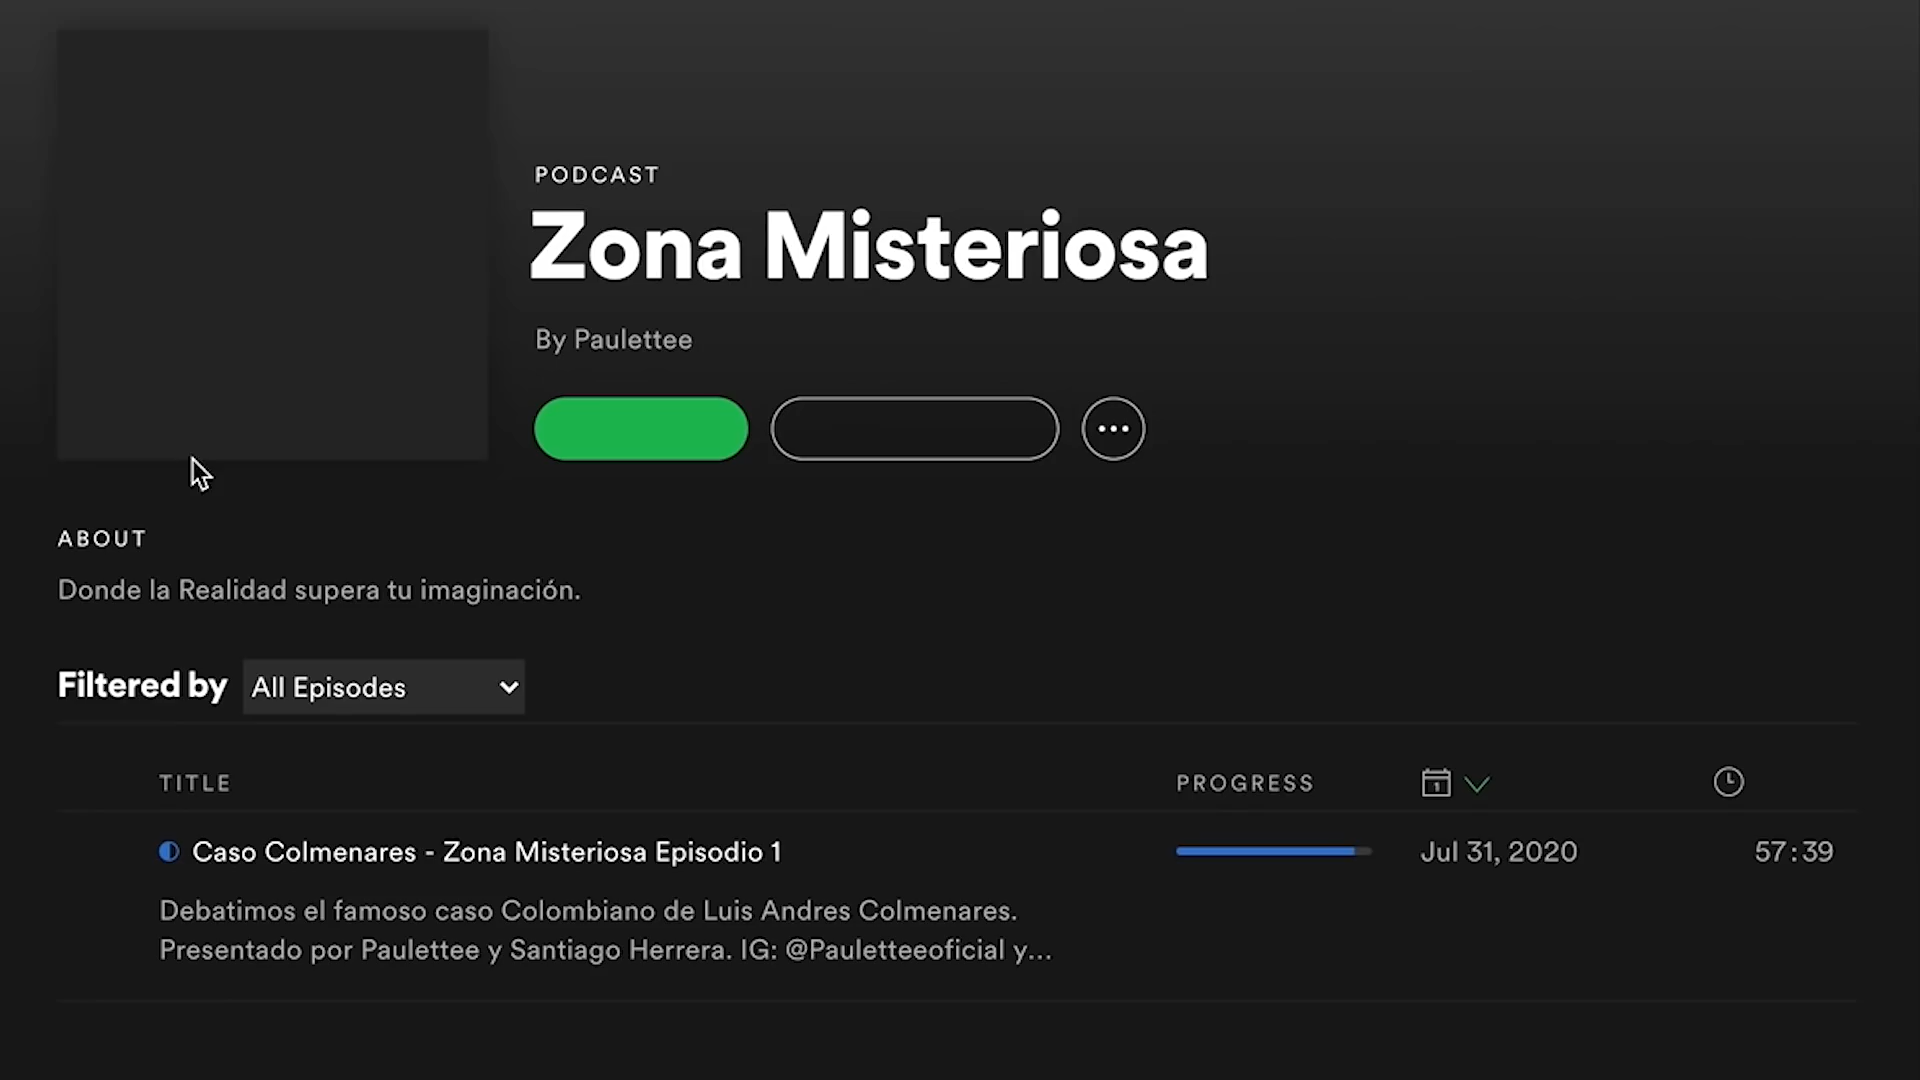 PODCAST
Zona Misteriosa
By Paulettee
ABOUT
Donde la Realidad supera tu imaginación.
Filtered by All Episodes
TITLE PROGRESS 1
Caso Colmenares - Zona Misteriosa Episodio 1 Jul 31, 2020 57:39
Debatimos el famoso caso Colombiano de Luis Andres Colmenares.
Presentado por Paulettee y Santiago Herrera. IG: @Pauletteeoficial y...